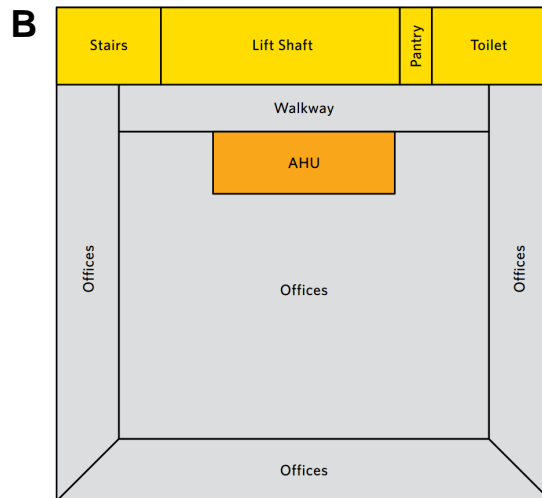 B
Stairs
Lift Shaft
Pantry
Toilet
Walkway
AHU
Offices
Offices
Offices
Offices